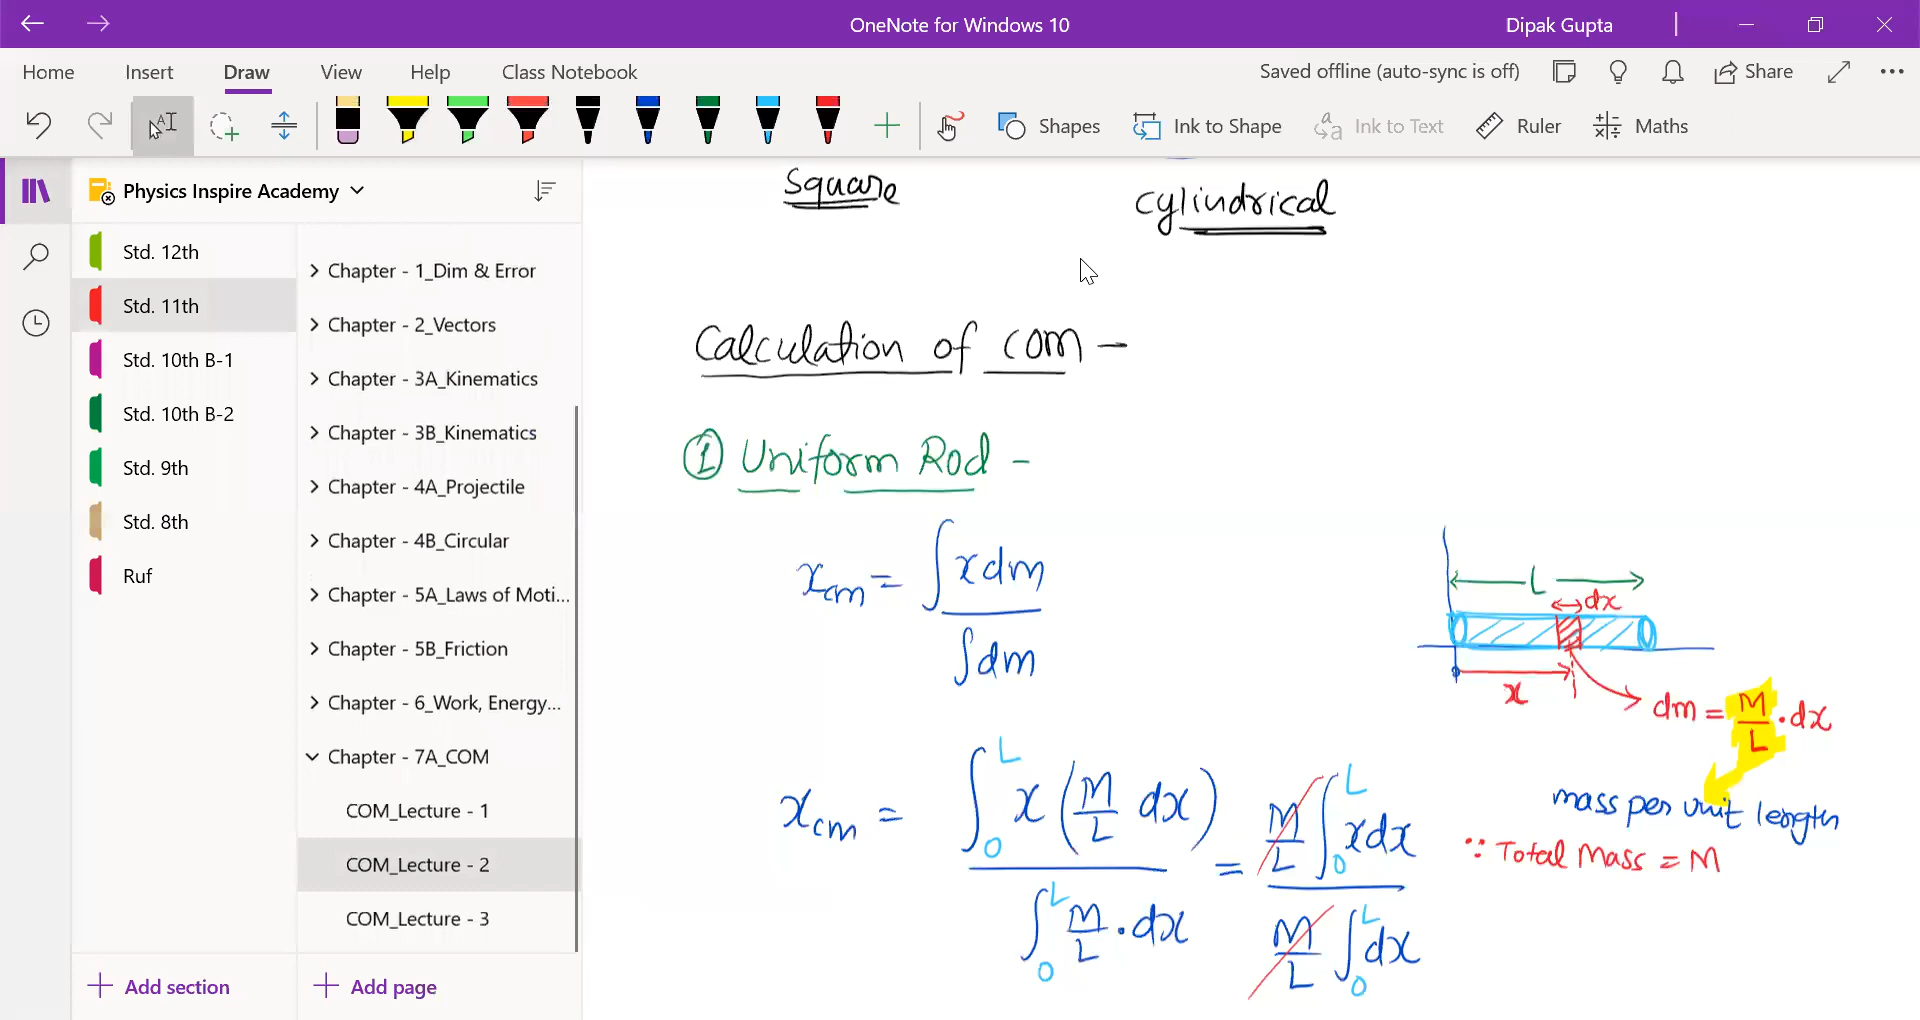 OneNote for Windows 10
Dipak Gupta
Home Insert Draw View Help Class Notebook
Saved offline (auto-sync is off) Share
Shapes Ink to Shape Ink to Text Ruler Maths
Physics Inspire Academy
Std. 12th
Std. 11th
Std. 10th B-1
Std. 10th B-2
Std. 9th
Std. 8th
Ruf
Add section
Chapter - 1_Dim & Error
Chapter - 2_Vectors
Chapter - 3A_Kinematics
Chapter - 3B_Kinematics
Chapter - 4A_Projectile
Chapter - 4B_Circular
Chapter - 5A_Laws of Moti...
Chapter - 5B_Friction
Chapter - 6_Work, Energy...
Chapter - 7A_COM
COM_Lecture - 1
COM_Lecture - 2
COM_Lecture - 3
Add page
Square cylindrical
Calculation of COM –
① Uniform Rod –
x_cm = ∫ x dm / ∫ dm
L
dx
x
dm = M/L · dx
mass per unit length
∵ Total Mass = M
x_cm = ∫₀ᴸ x (M/L dx) / ∫₀ᴸ M/L · dx = M/L ∫₀ᴸ x dx / M/L ∫₀ᴸ dx